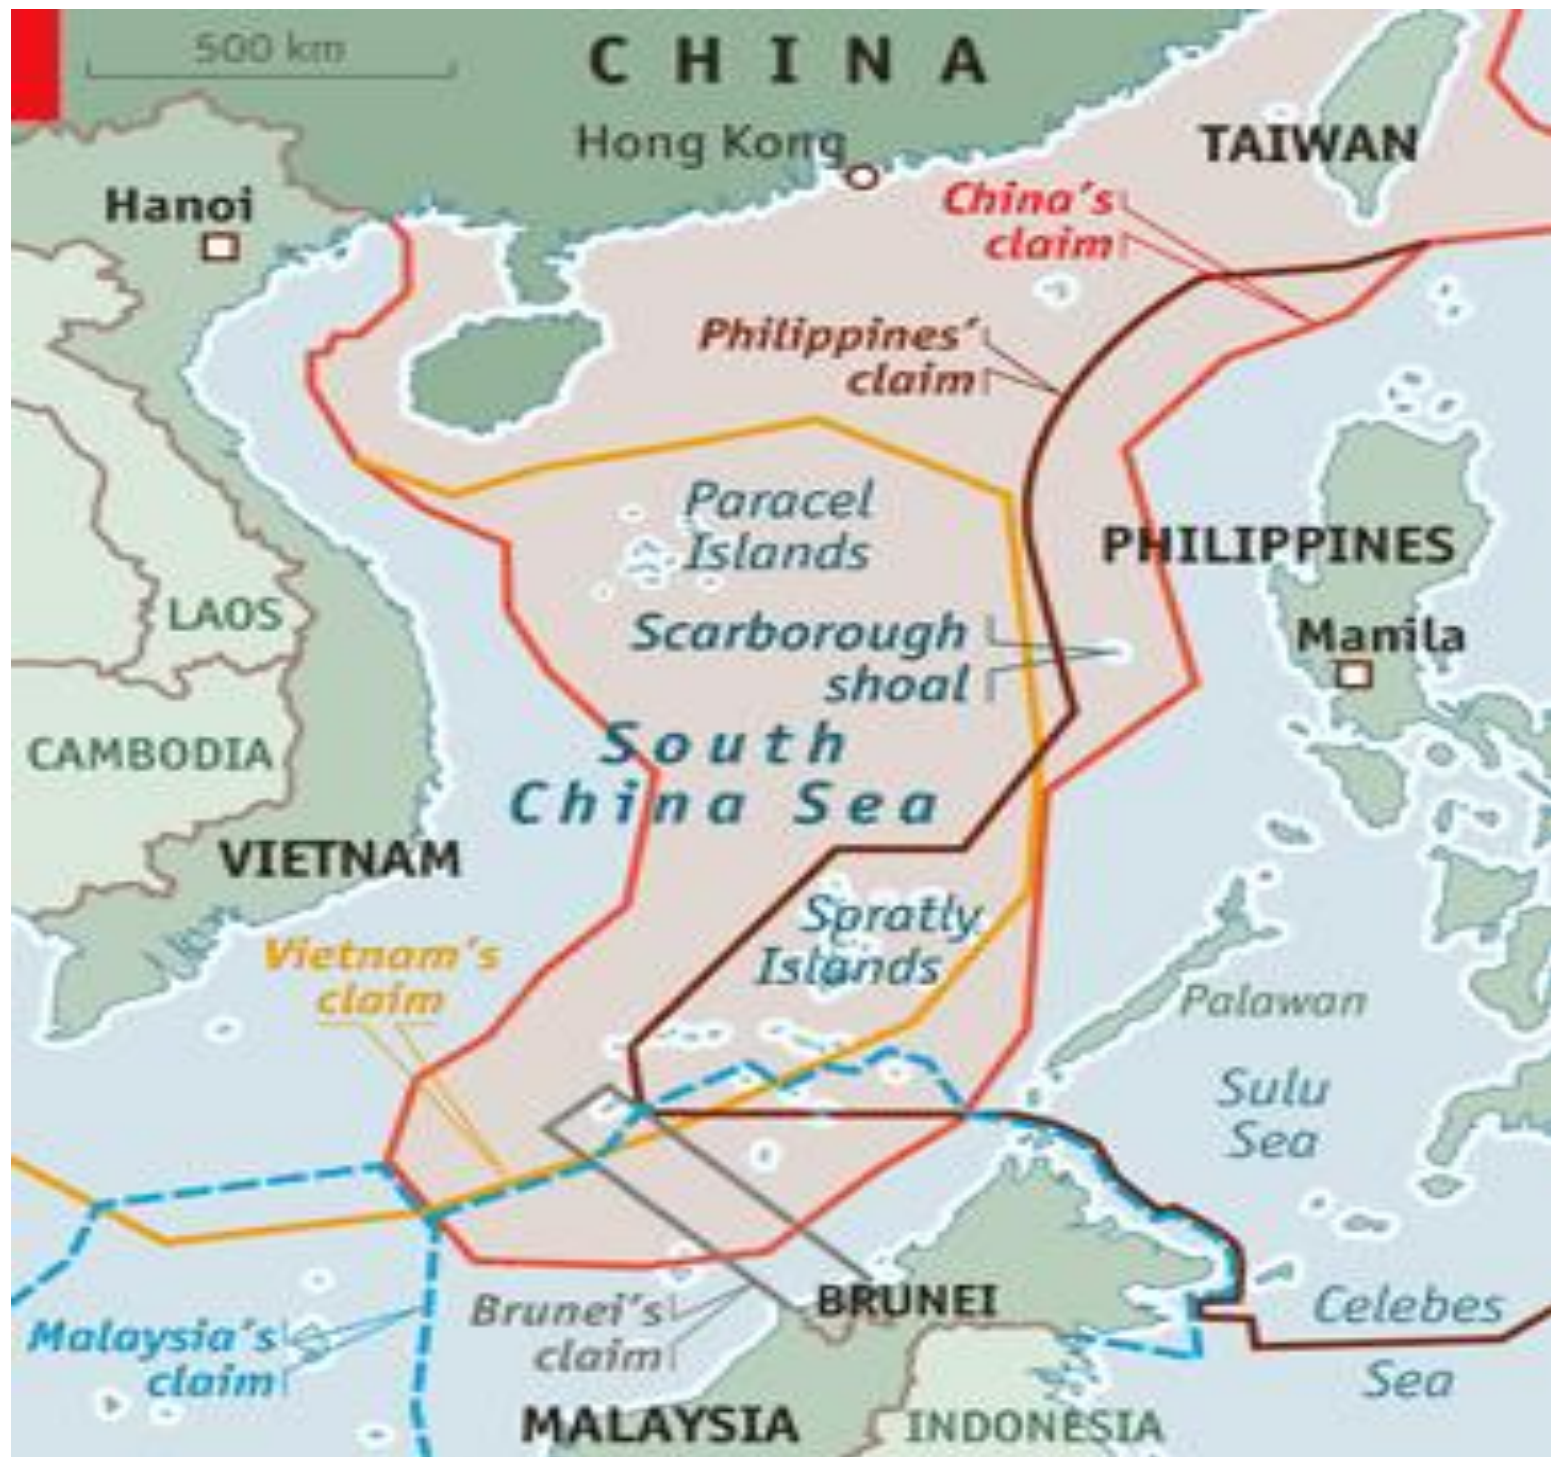 500 km
CHINA
Hong Kong
TAIWAN
Hanoi
China's
claim
Philippines'
claim
Paracel
Islands
PHILIPPINES
LAOS
Scarborough
shoal
Manila
South
China Sea
CAMBODIA
VIETNAM
Spratly
Islands
Vietnam's
claim
Palawan
Sulu
Sea
BRUNEI
Celebes
Sea
Brunei's
claim
Malaysia's
claim
MALAYSIA
INDONESIA